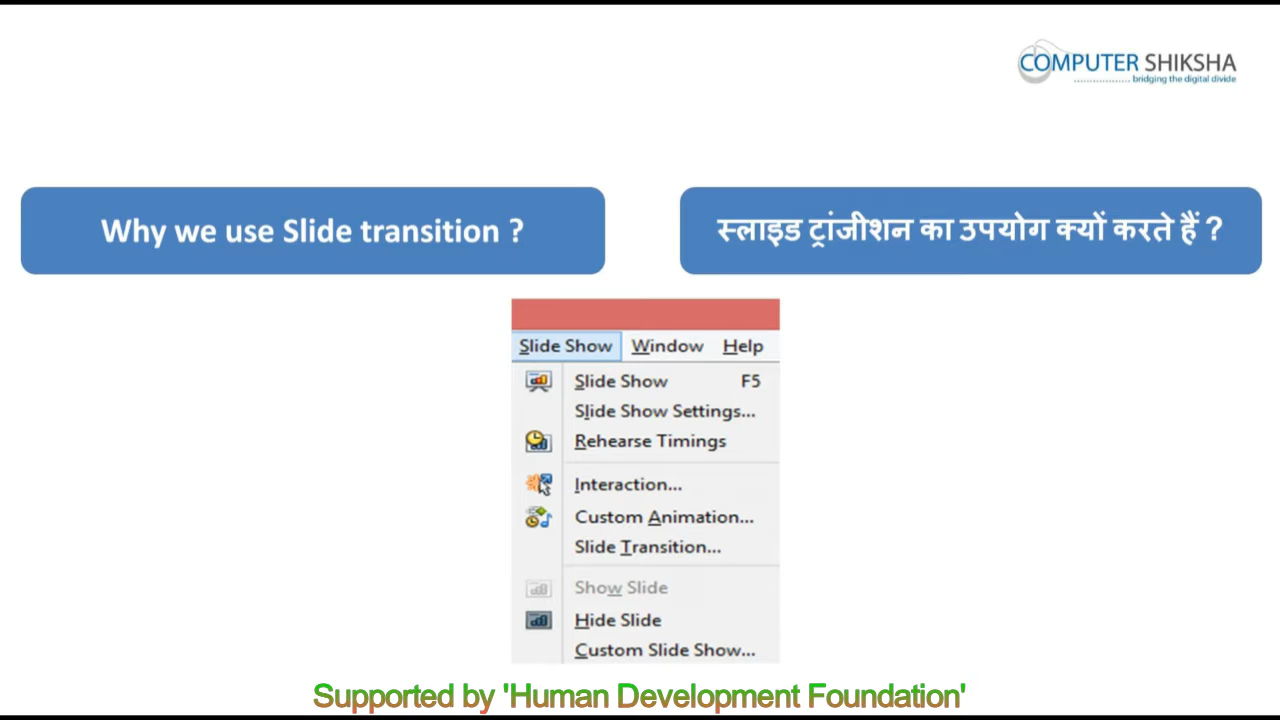 COMPUTER SHIKSHA
bridging the digital divide
Why we use Slide transition ?
स्लाइड ट्रांजीशन का उपयोग क्यों करते हैं ?
Slide Show Window Help
Slide Show F5
Slide Show Settings...
Rehearse Timings
Interaction...
Custom Animation...
Slide Transition...
Show Slide
Hide Slide
Custom Slide Show...
Supported by 'Human Development Foundation'